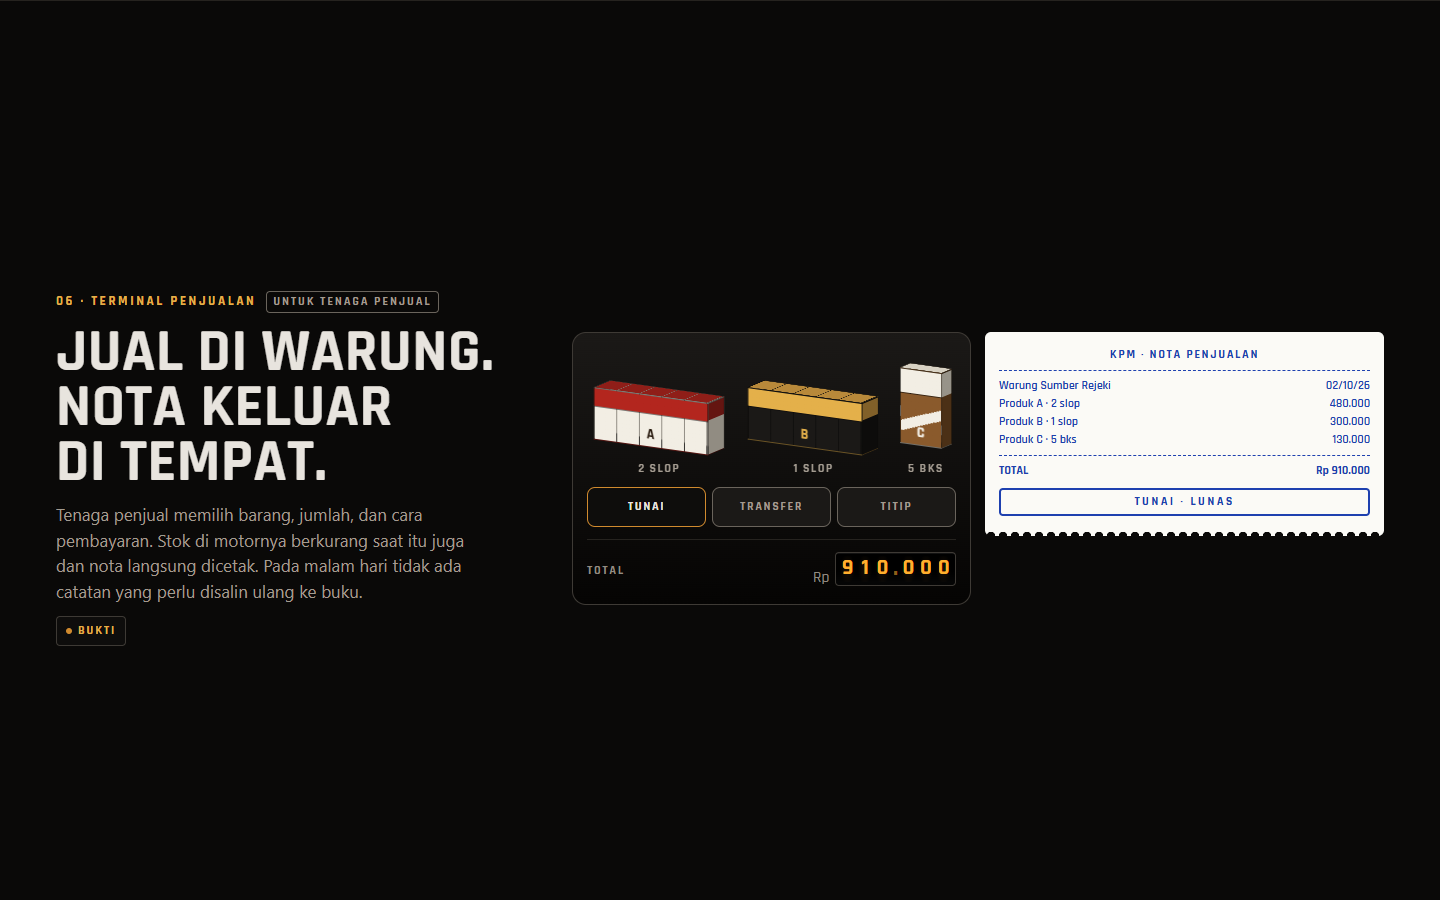 06 · TERMINAL PENJUALAN
UNTUK TENAGA PENJUAL
JUAL DI WARUNG.
NOTA KELUAR
DI TEMPAT.
Tenaga penjual memilih barang, jumlah, dan cara
pembayaran. Stok di motornya berkurang saat itu juga
dan nota langsung dicetak. Pada malam hari tidak ada
catatan yang perlu disalin ulang ke buku.
BUKTI
A
B
C
2 SLOP
1 SLOP
5 BKS
TUNAI
TRANSFER
TITIP
TOTAL
Rp 910.000
KPM · NOTA PENJUALAN
Warung Sumber Rejeki 02/10/26
Produk A · 2 slop 480.000
Produk B · 1 slop 300.000
Produk C · 5 bks 130.000
TOTAL Rp 910.000
TUNAI · LUNAS